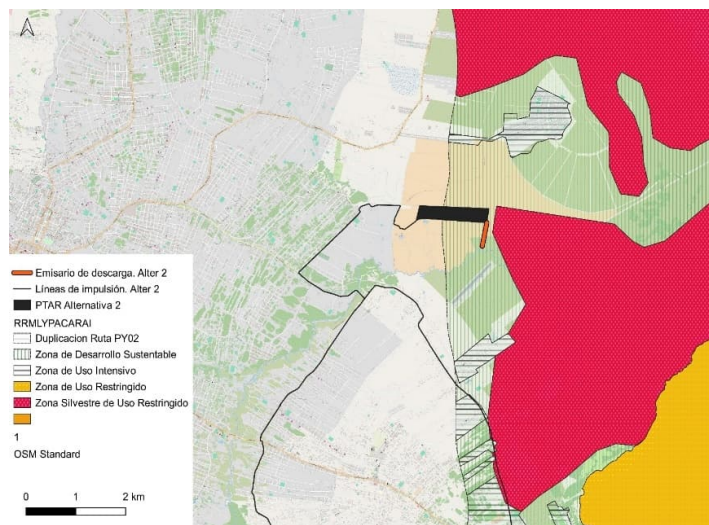 Emisario de descarga. Alter 2
Líneas de impulsión. Alter 2
PTAR Alternativa 2
RRMLYPACARAI
Duplicacion Ruta PY02
Zona de Desarrollo Sustentable
Zona de Uso Intensivo
Zona de Uso Restringido
Zona Silvestre de Uso Restringido
1
OSM Standard
0 1 2 km